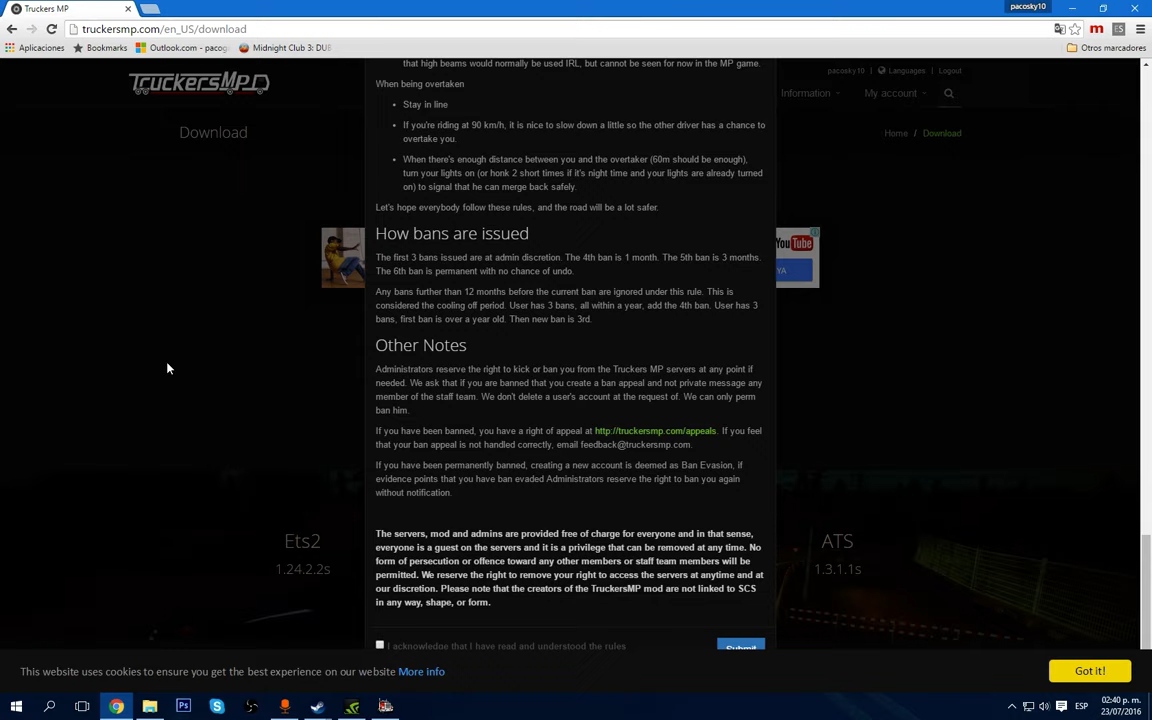 Truckers MP
pacosky10
truckersmp.com/en_US/download
Aplicaciones
Bookmarks
Outlook.com - pacog
Midnight Club 3: DUB
Otros marcadores
TruckersMP
pacosky10
Languages
Logout
Information
My account
Download
Home / Download
that high beams would normally be used IRL, but cannot be seen for now in the MP game.
When being overtaken
Stay in line
If you're riding at 90 km/h, it is nice to slow down a little so the other driver has a chance to
overtake you.
When there's enough distance between you and the overtaker (60m should be enough),
turn your lights on (or honk 2 short times if it's night time and your lights are already turned
on) to signal that he can merge back safely.
Let's hope everybody follow these rules, and the road will be a lot safer.
How bans are issued
The first 3 bans issued are at admin discretion. The 4th ban is 1 month. The 5th ban is 3 months.
The 6th ban is permanent with no chance of undo.
Any bans further than 12 months before the current ban are ignored under this rule. This is
considered the cooling off period. User has 3 bans, all within a year, add the 4th ban. User has 3
bans, first ban is over a year old. Then new ban is 3rd.
YouTube
YA
Other Notes
Administrators reserve the right to kick or ban you from the Truckers MP servers at any point if
needed. We ask that if you are banned that you create a ban appeal and not private message any
member of the staff team. We don't delete a user's account at the request of. We can only perm
ban him.
If you have been banned, you have a right of appeal at http://truckersmp.com/appeals. If you feel
that your ban appeal is not handled correctly, email feedback@truckersmp.com.
If you have been permanently banned, creating a new account is deemed as Ban Evasion, if
evidence points that you have ban evaded Administrators reserve the right to ban you again
without notification.
The servers, mod and admins are provided free of charge for everyone and in that sense,
everyone is a guest on the servers and it is a privilege that can be removed at any time. No
form of persecution or offence toward any other members or staff team members will be
permitted. We reserve the right to remove your right to access the servers at anytime and at
our discretion. Please note that the creators of the TruckersMP mod are not linked to SCS
in any way, shape, or form.
Ets2
1.24.2.2s
ATS
1.3.1.1s
I acknowledge that I have read and understood the rules
Submit
This website uses cookies to ensure you get the best experience on our website More info
Got it!
ESP
02:40 p. m.
23/07/2016